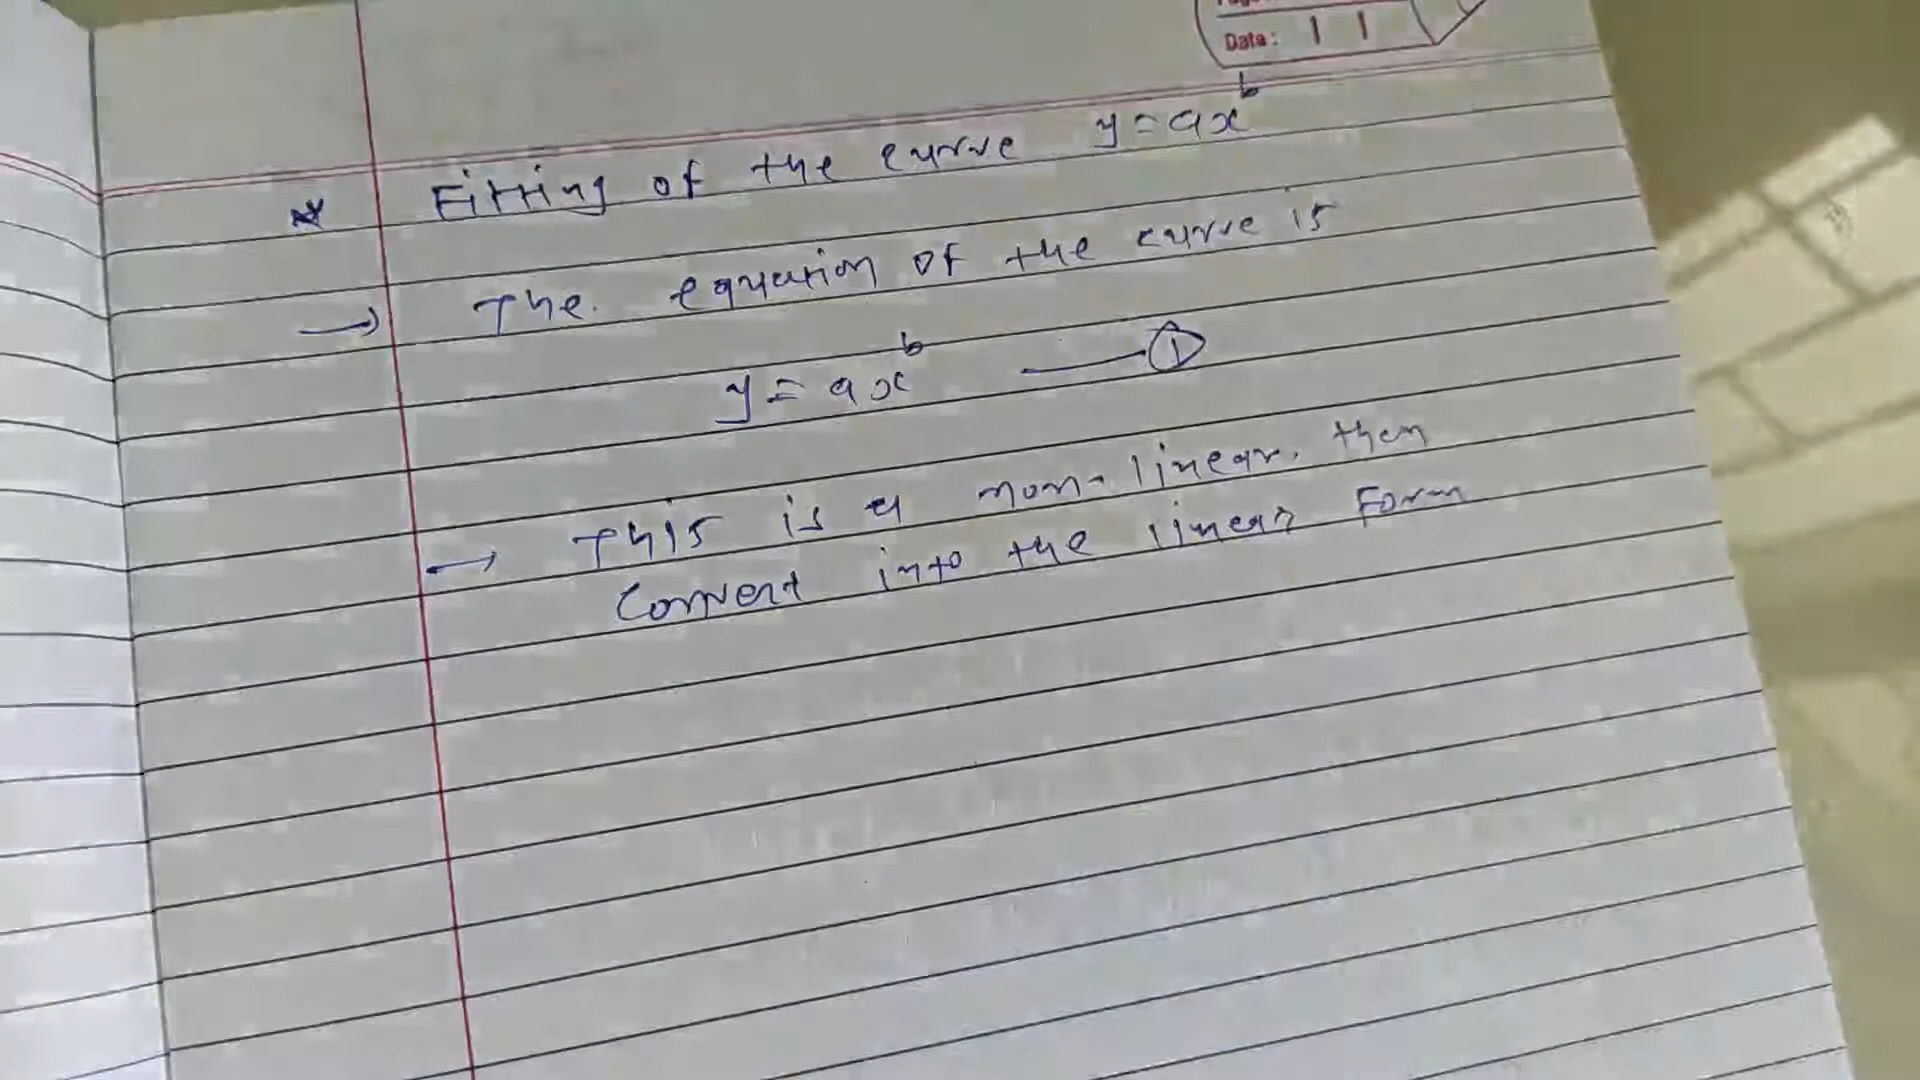 Data:
Fitting of the curve y = ax^b
→ The equation of the curve is
y = ax^b —— ①
→ This is a non-linear. then
Convert into the linear Form